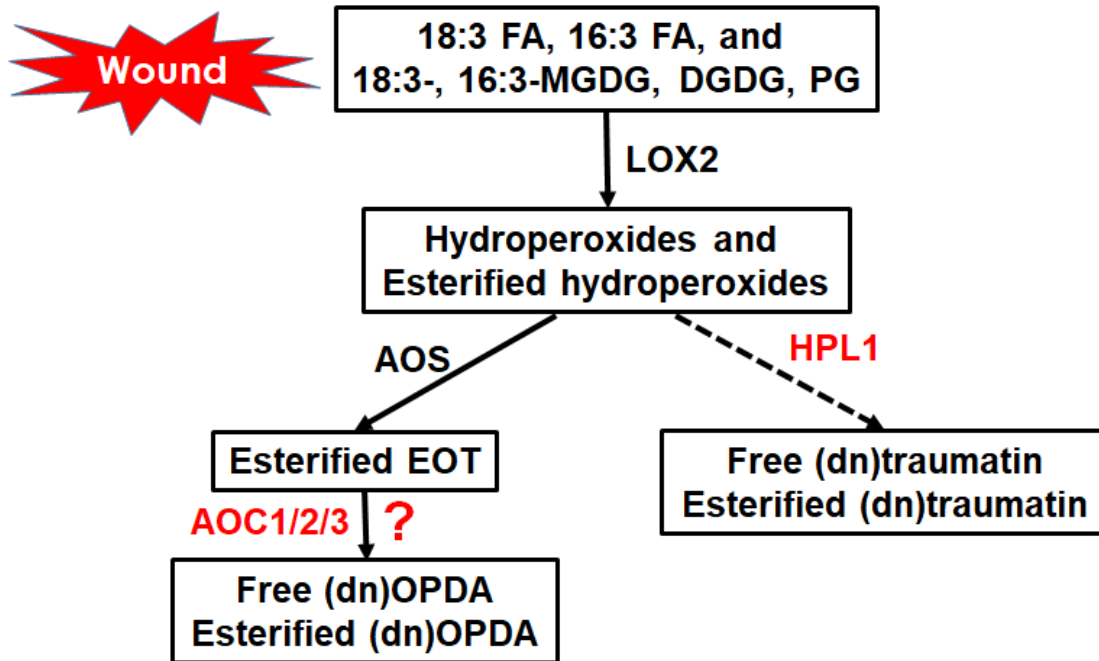 Wound
18:3 FA, 16:3 FA, and
18:3-, 16:3-MGDG, DGDG, PG
LOX2
Hydroperoxides and
Esterified hydroperoxides
AOS
HPL1
Esterified EOT
Free (dn)traumatin
Esterified (dn)traumatin
AOC1/2/3 ?
Free (dn)OPDA
Esterified (dn)OPDA